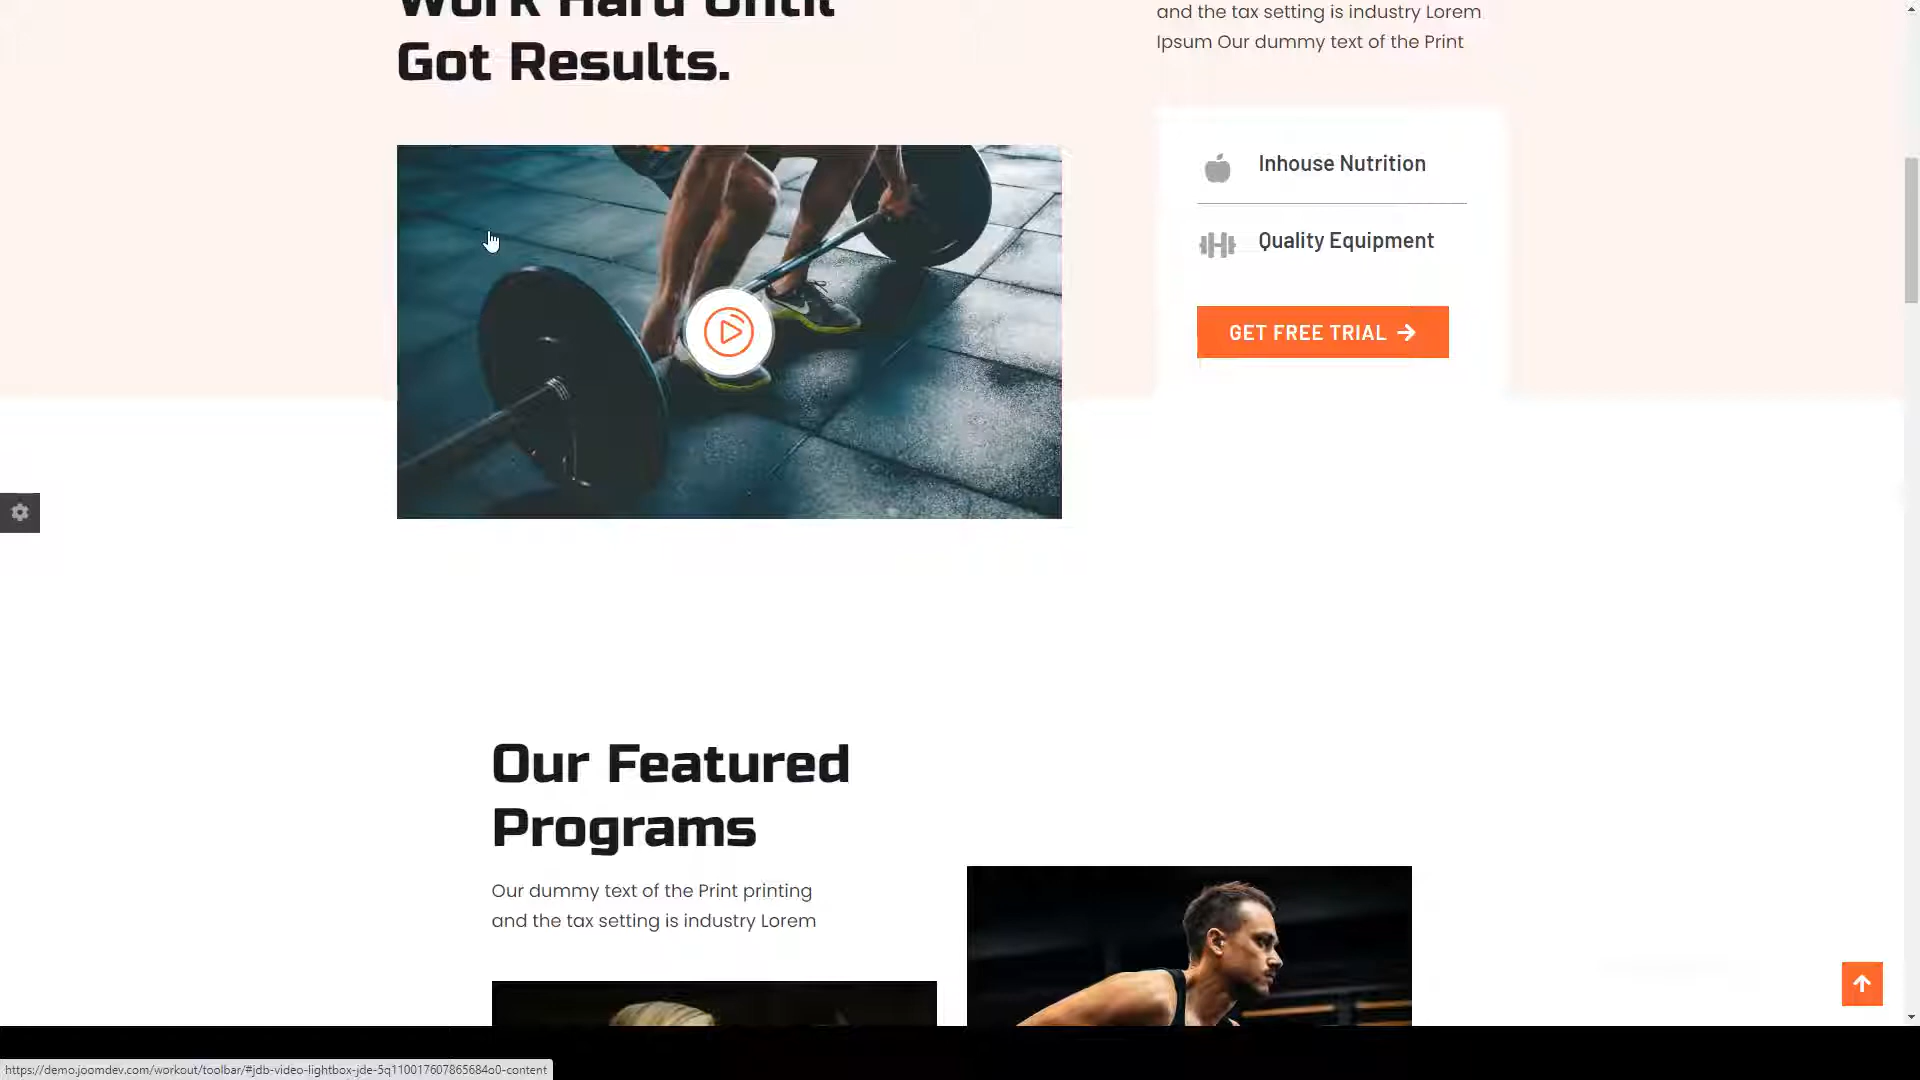 Work Hard Until
Got Results.
and the tax setting is industry Lorem
Ipsum Our dummy text of the Print
Inhouse Nutrition
Quality Equipment
GET FREE TRIAL
Our Featured
Programs
Our dummy text of the Print printing
and the tax setting is industry Lorem
https://demo.joomdev.com/workout/toolbar/#jdb-video-lightbox-jde-5q110017607865684o0-content